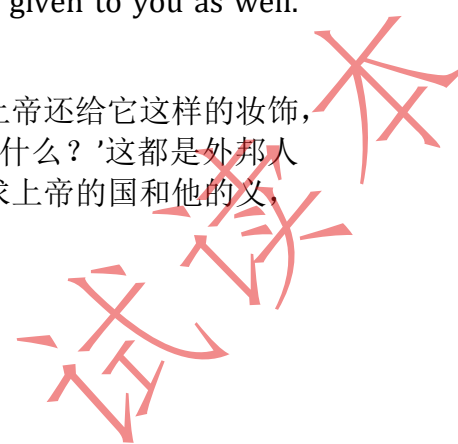 given to you as well.
上帝还给它这样的妆饰，
什么？'这都是外邦人
求上帝的国和他的义，
试读本